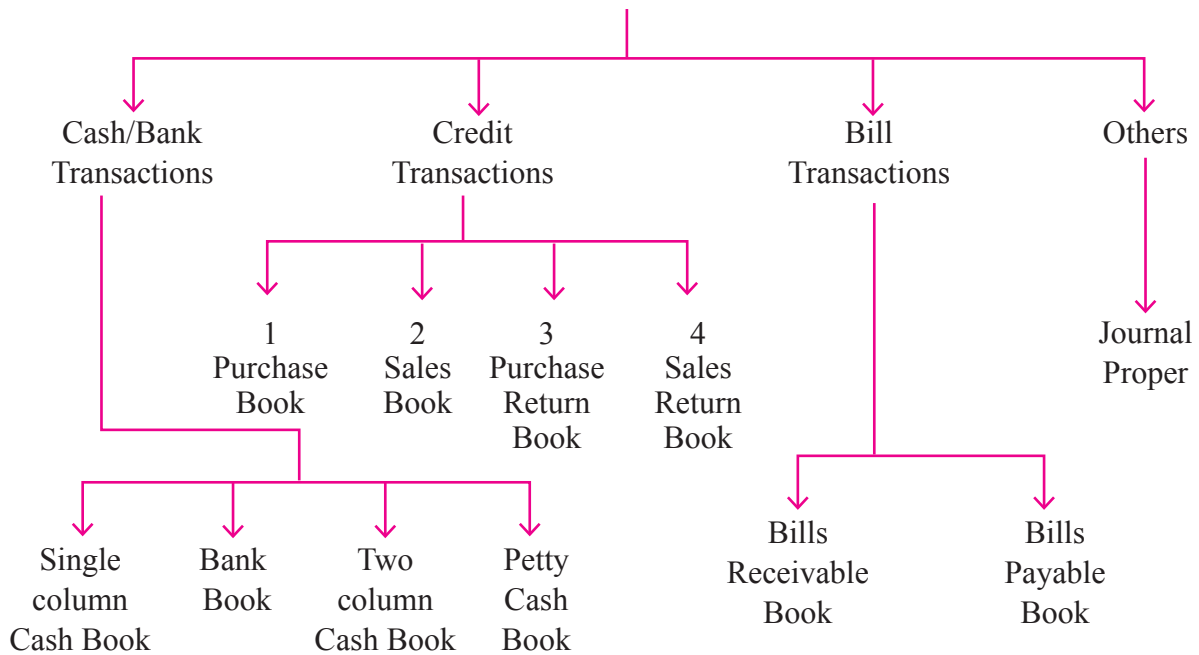 Cash/Bank
Transactions
Credit
Transactions
Bill
Transactions
Others
1
Purchase
Book
2
Sales
Book
3
Purchase
Return
Book
4
Sales
Return
Book
Journal
Proper
Single
column
Cash Book
Bank
Book
Two
column
Cash Book
Petty
Cash
Book
Bills
Receivable
Book
Bills
Payable
Book